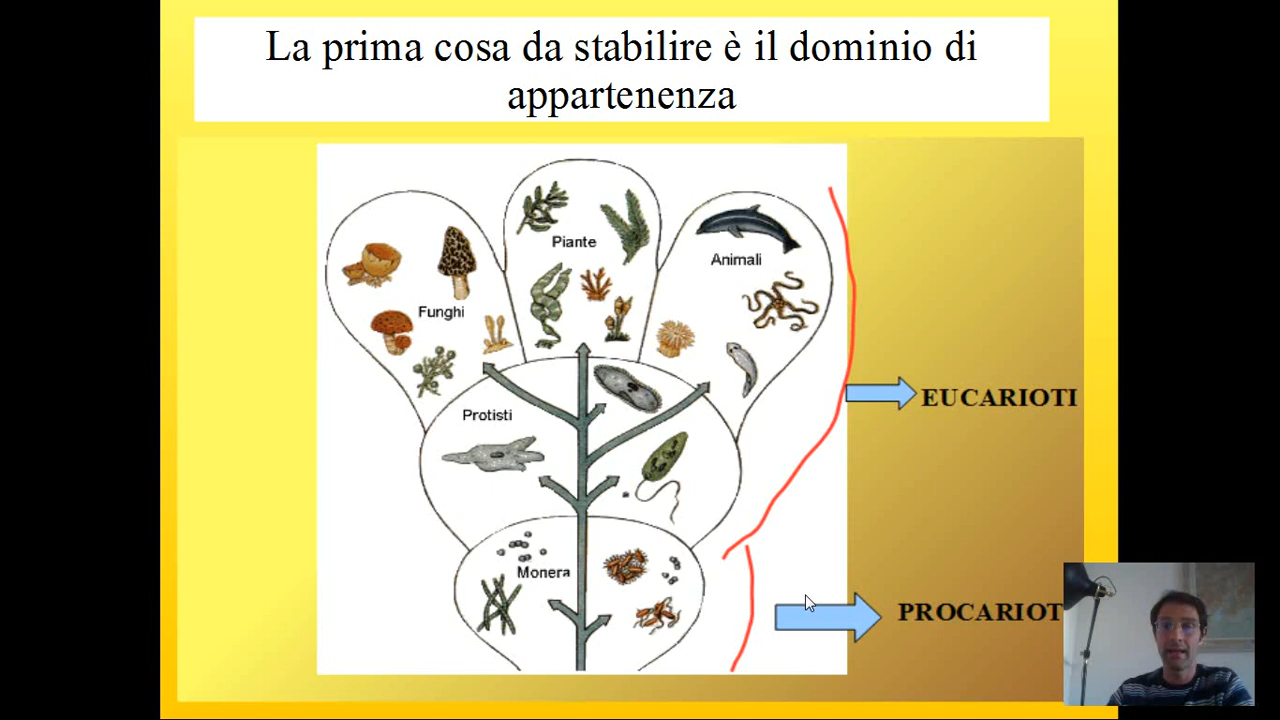 La prima cosa da stabilire è il dominio di
appartenenza
Piante
Animali
Funghi
Protisti
EUCARIOTI
Monera
PROCARIOT